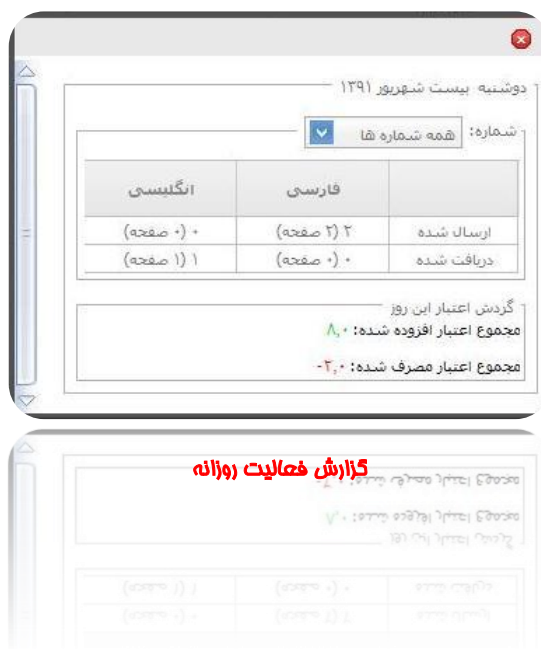 دوشنبه بیست شهریور ۱۳۹۱
شماره: همه شماره ها
فارسی انگلیسی
ارسال شده ۲ (۲ صفحه) ۰ (۰ صفحه)
دریافت شده ۰ (۰ صفحه) ۱ (۱ صفحه)
گردش اعتبار این روز
مجموع اعتبار افزوده شده: ۸,۰
مجموع اعتبار مصرف شده: ۲,۰-
گزارش فعالیت روزانه